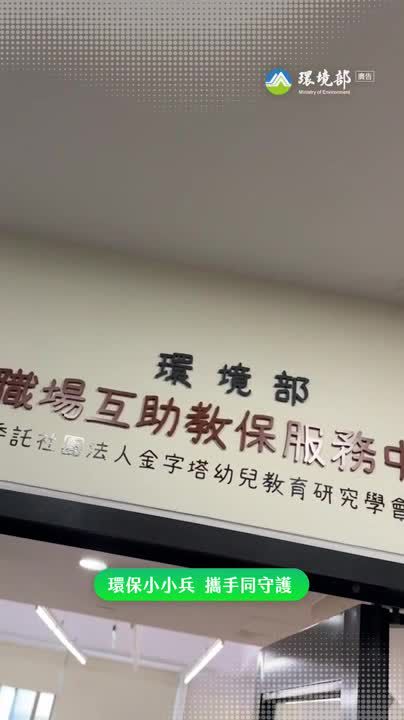 環境部 廣告
Ministry of Environment
環境部
職場互助教保服務中
委託社團法人金字塔幼兒教育研究學會
環保小小兵 攜手同守護